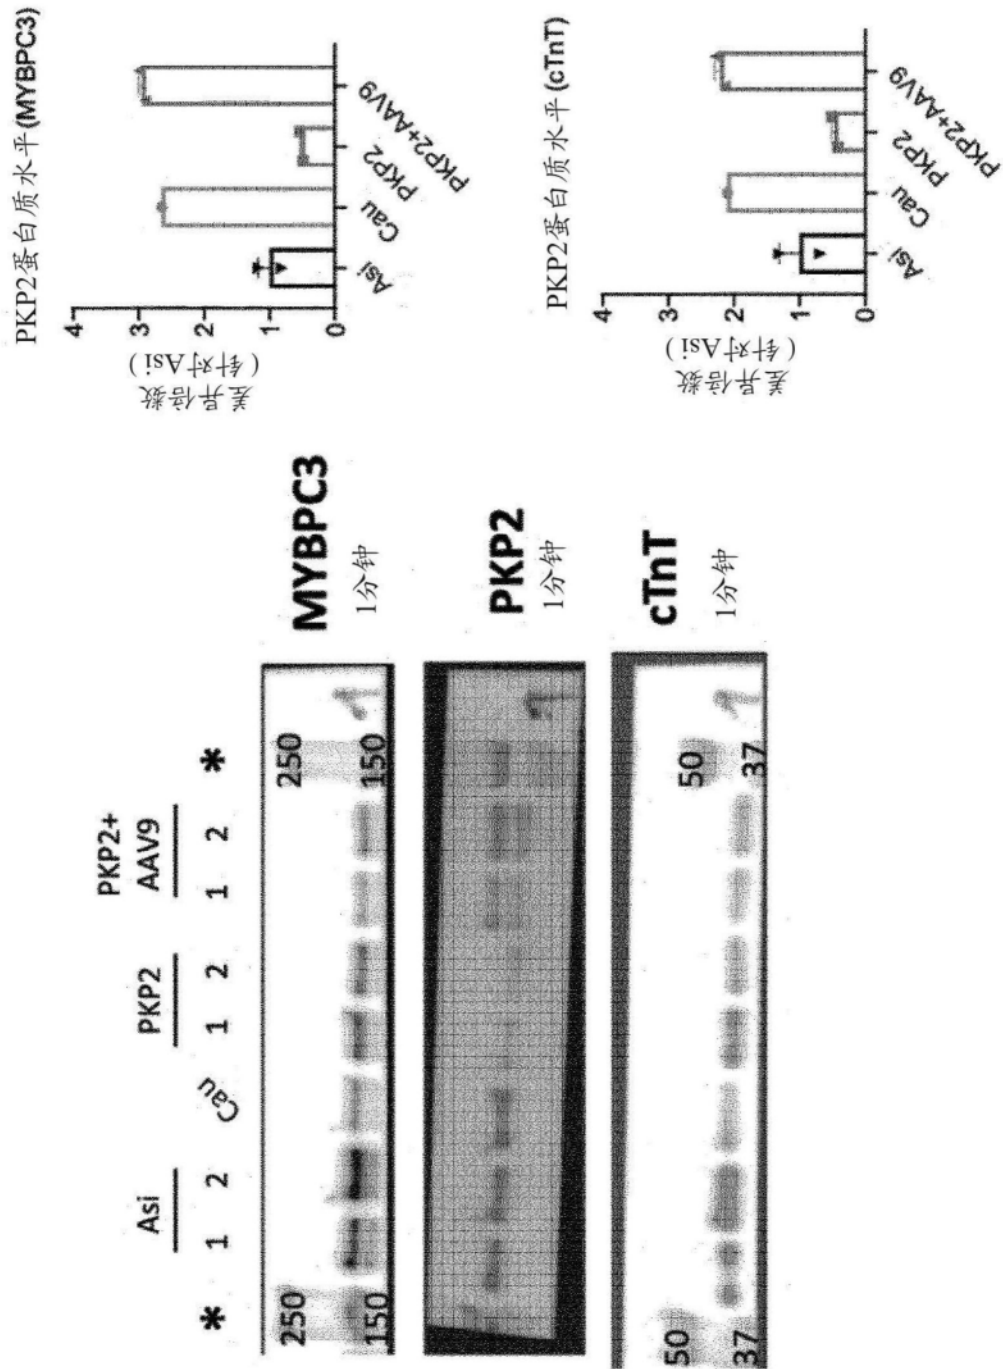 PKP2+
Asi Cau PKP2 AAV9
* 1 2 1 2 1 2 *
250 250
150 150
MYBPC3
1分钟
PKP2
1分钟
50 50
37 37
cTnT
1分钟
PKP2蛋白质水平(MYBPC3)
差异倍数
(针对Asi)
4
3
2
1
0
Asi
Cau
PKP2
PKP2+AAV9
PKP2蛋白质水平(cTnT)
差异倍数
(针对Asi)
4
3
2
1
0
Asi
Cau
PKP2
PKP2+AAV9